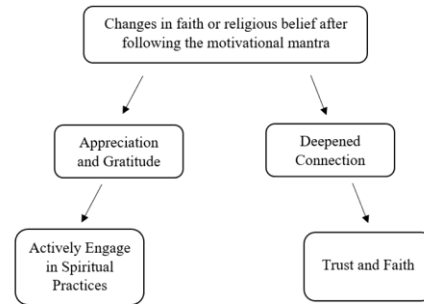 Changes in faith or religious belief after
following the motivational mantra
Appreciation
and Gratitude
Deepened
Connection
Actively Engage
in Spiritual
Practices
Trust and Faith